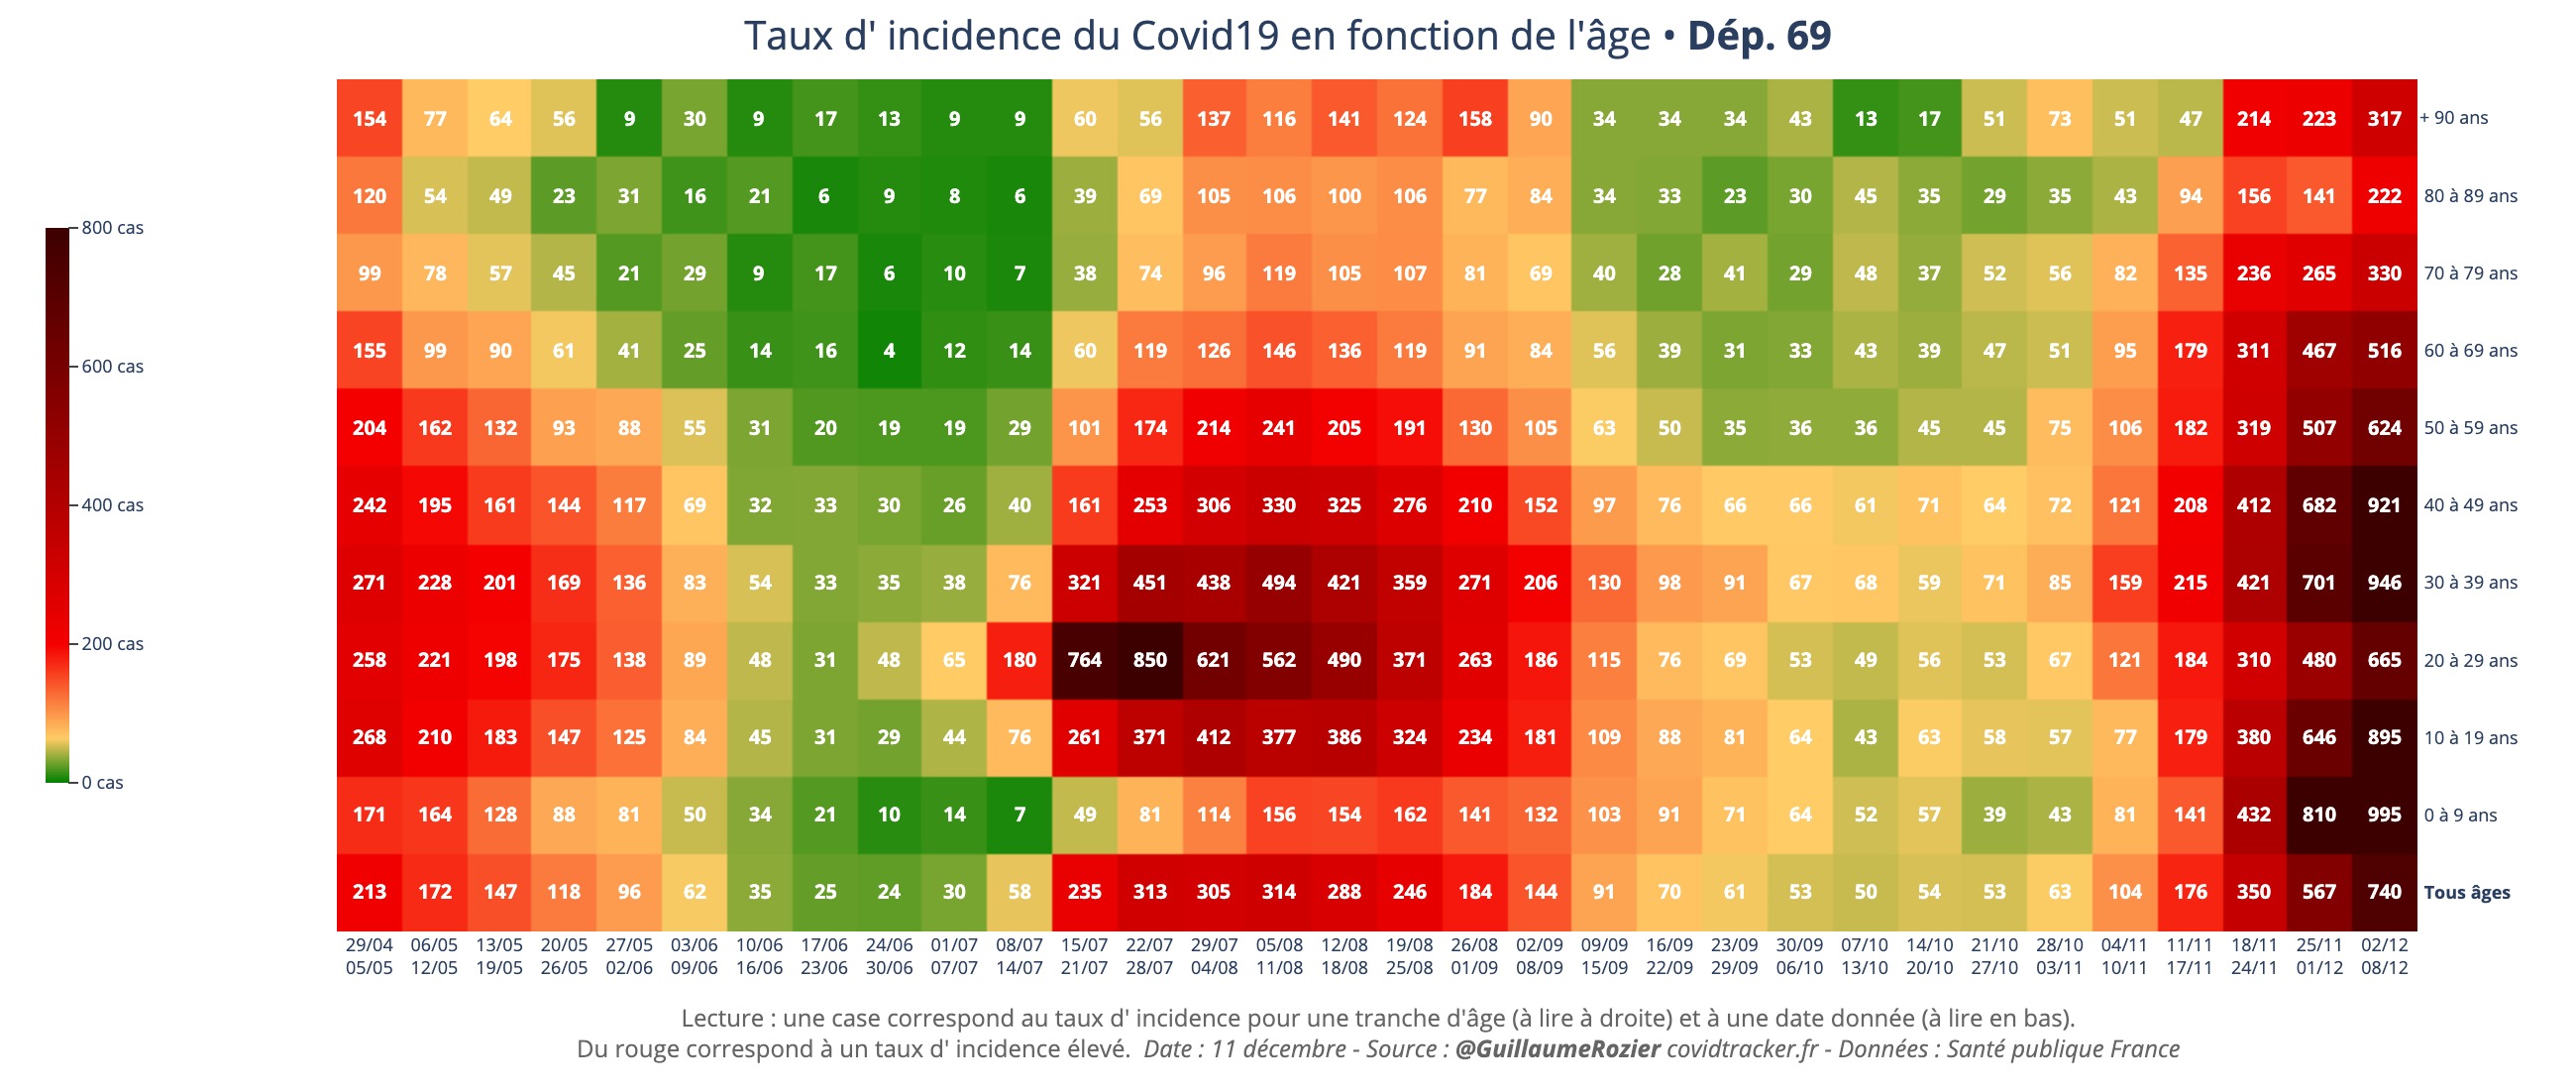 Taux d' incidence du Covid19 en fonction de l'âge • Dép. 69
800 cas
600 cas
400 cas
200 cas
0 cas
154 77 64 56 9 30 9 17 13 9 9 60 56 137 116 141 124 158 90 34 34 34 43 13 17 51 73 51 47 214 223 317 + 90 ans
120 54 49 23 31 16 21 6 9 8 6 39 69 105 106 100 106 77 84 34 33 23 30 45 35 29 35 43 94 156 141 222 80 à 89 ans
99 78 57 45 21 29 9 17 6 10 7 38 74 96 119 105 107 81 69 40 28 41 29 48 37 52 56 82 135 236 265 330 70 à 79 ans
155 99 90 61 41 25 14 16 4 12 14 60 119 126 146 136 119 91 84 56 39 31 33 43 39 47 51 95 179 311 467 516 60 à 69 ans
204 162 132 93 88 55 31 20 19 19 29 101 174 214 241 205 191 130 105 63 50 35 36 36 45 45 75 106 182 319 507 624 50 à 59 ans
242 195 161 144 117 69 32 33 30 26 40 161 253 306 330 325 276 210 152 97 76 66 66 61 71 64 72 121 208 412 682 921 40 à 49 ans
271 228 201 169 136 83 54 33 35 38 76 321 451 438 494 421 359 271 206 130 98 91 67 68 59 71 85 159 215 421 701 946 30 à 39 ans
258 221 198 175 138 89 48 31 48 65 180 764 850 621 562 490 371 263 186 115 76 69 53 49 56 53 67 121 184 310 480 665 20 à 29 ans
268 210 183 147 125 84 45 31 29 44 76 261 371 412 377 386 324 234 181 109 88 81 64 43 63 58 57 77 179 380 646 895 10 à 19 ans
171 164 128 88 81 50 34 21 10 14 7 49 81 114 156 154 162 141 132 103 91 71 64 52 57 39 43 81 141 432 810 995 0 à 9 ans
213 172 147 118 96 62 35 25 24 30 58 235 313 305 314 288 246 184 144 91 70 61 53 50 54 53 63 104 176 350 567 740 Tous âges
29/04 06/05 13/05 20/05 27/05 03/06 10/06 17/06 24/06 01/07 08/07 15/07 22/07 29/07 05/08 12/08 19/08 26/08 02/09 09/09 16/09 23/09 30/09 07/10 14/10 21/10 28/10 04/11 11/11 18/11 25/11 02/12
05/05 12/05 19/05 26/05 02/06 09/06 16/06 23/06 30/06 07/07 14/07 21/07 28/07 04/08 11/08 18/08 25/08 01/09 08/09 15/09 22/09 29/09 06/10 13/10 20/10 27/10 03/11 10/11 17/11 24/11 01/12 08/12
Lecture : une case correspond au taux d' incidence pour une tranche d'âge (à lire à droite) et à une date donnée (à lire en bas).
Du rouge correspond à un taux d' incidence élevé. Date : 11 décembre - Source : @GuillaumeRozier covidtracker.fr - Données : Santé publique France